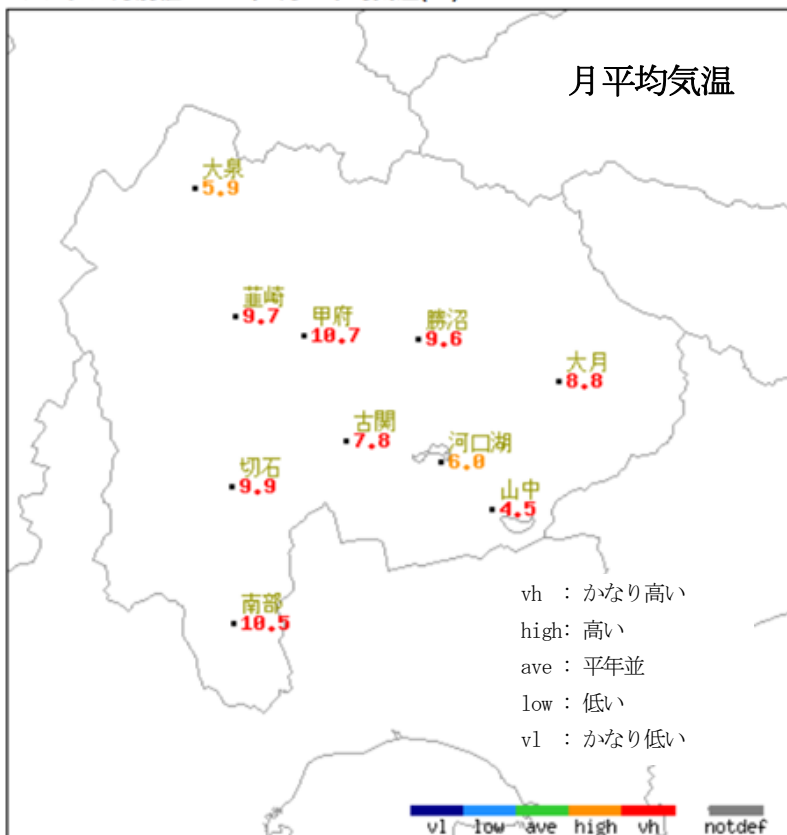 月平均気温
大泉
5.9
韮崎
9.7
甲府
10.7
勝沼
9.6
大月
8.8
古関
7.8
河口湖
6.0
切石
9.9
山中
4.5
南部
10.5
vh : かなり高い
high: 高い
ave : 平年並
low : 低い
vl : かなり低い
vl low ave high vh notdef